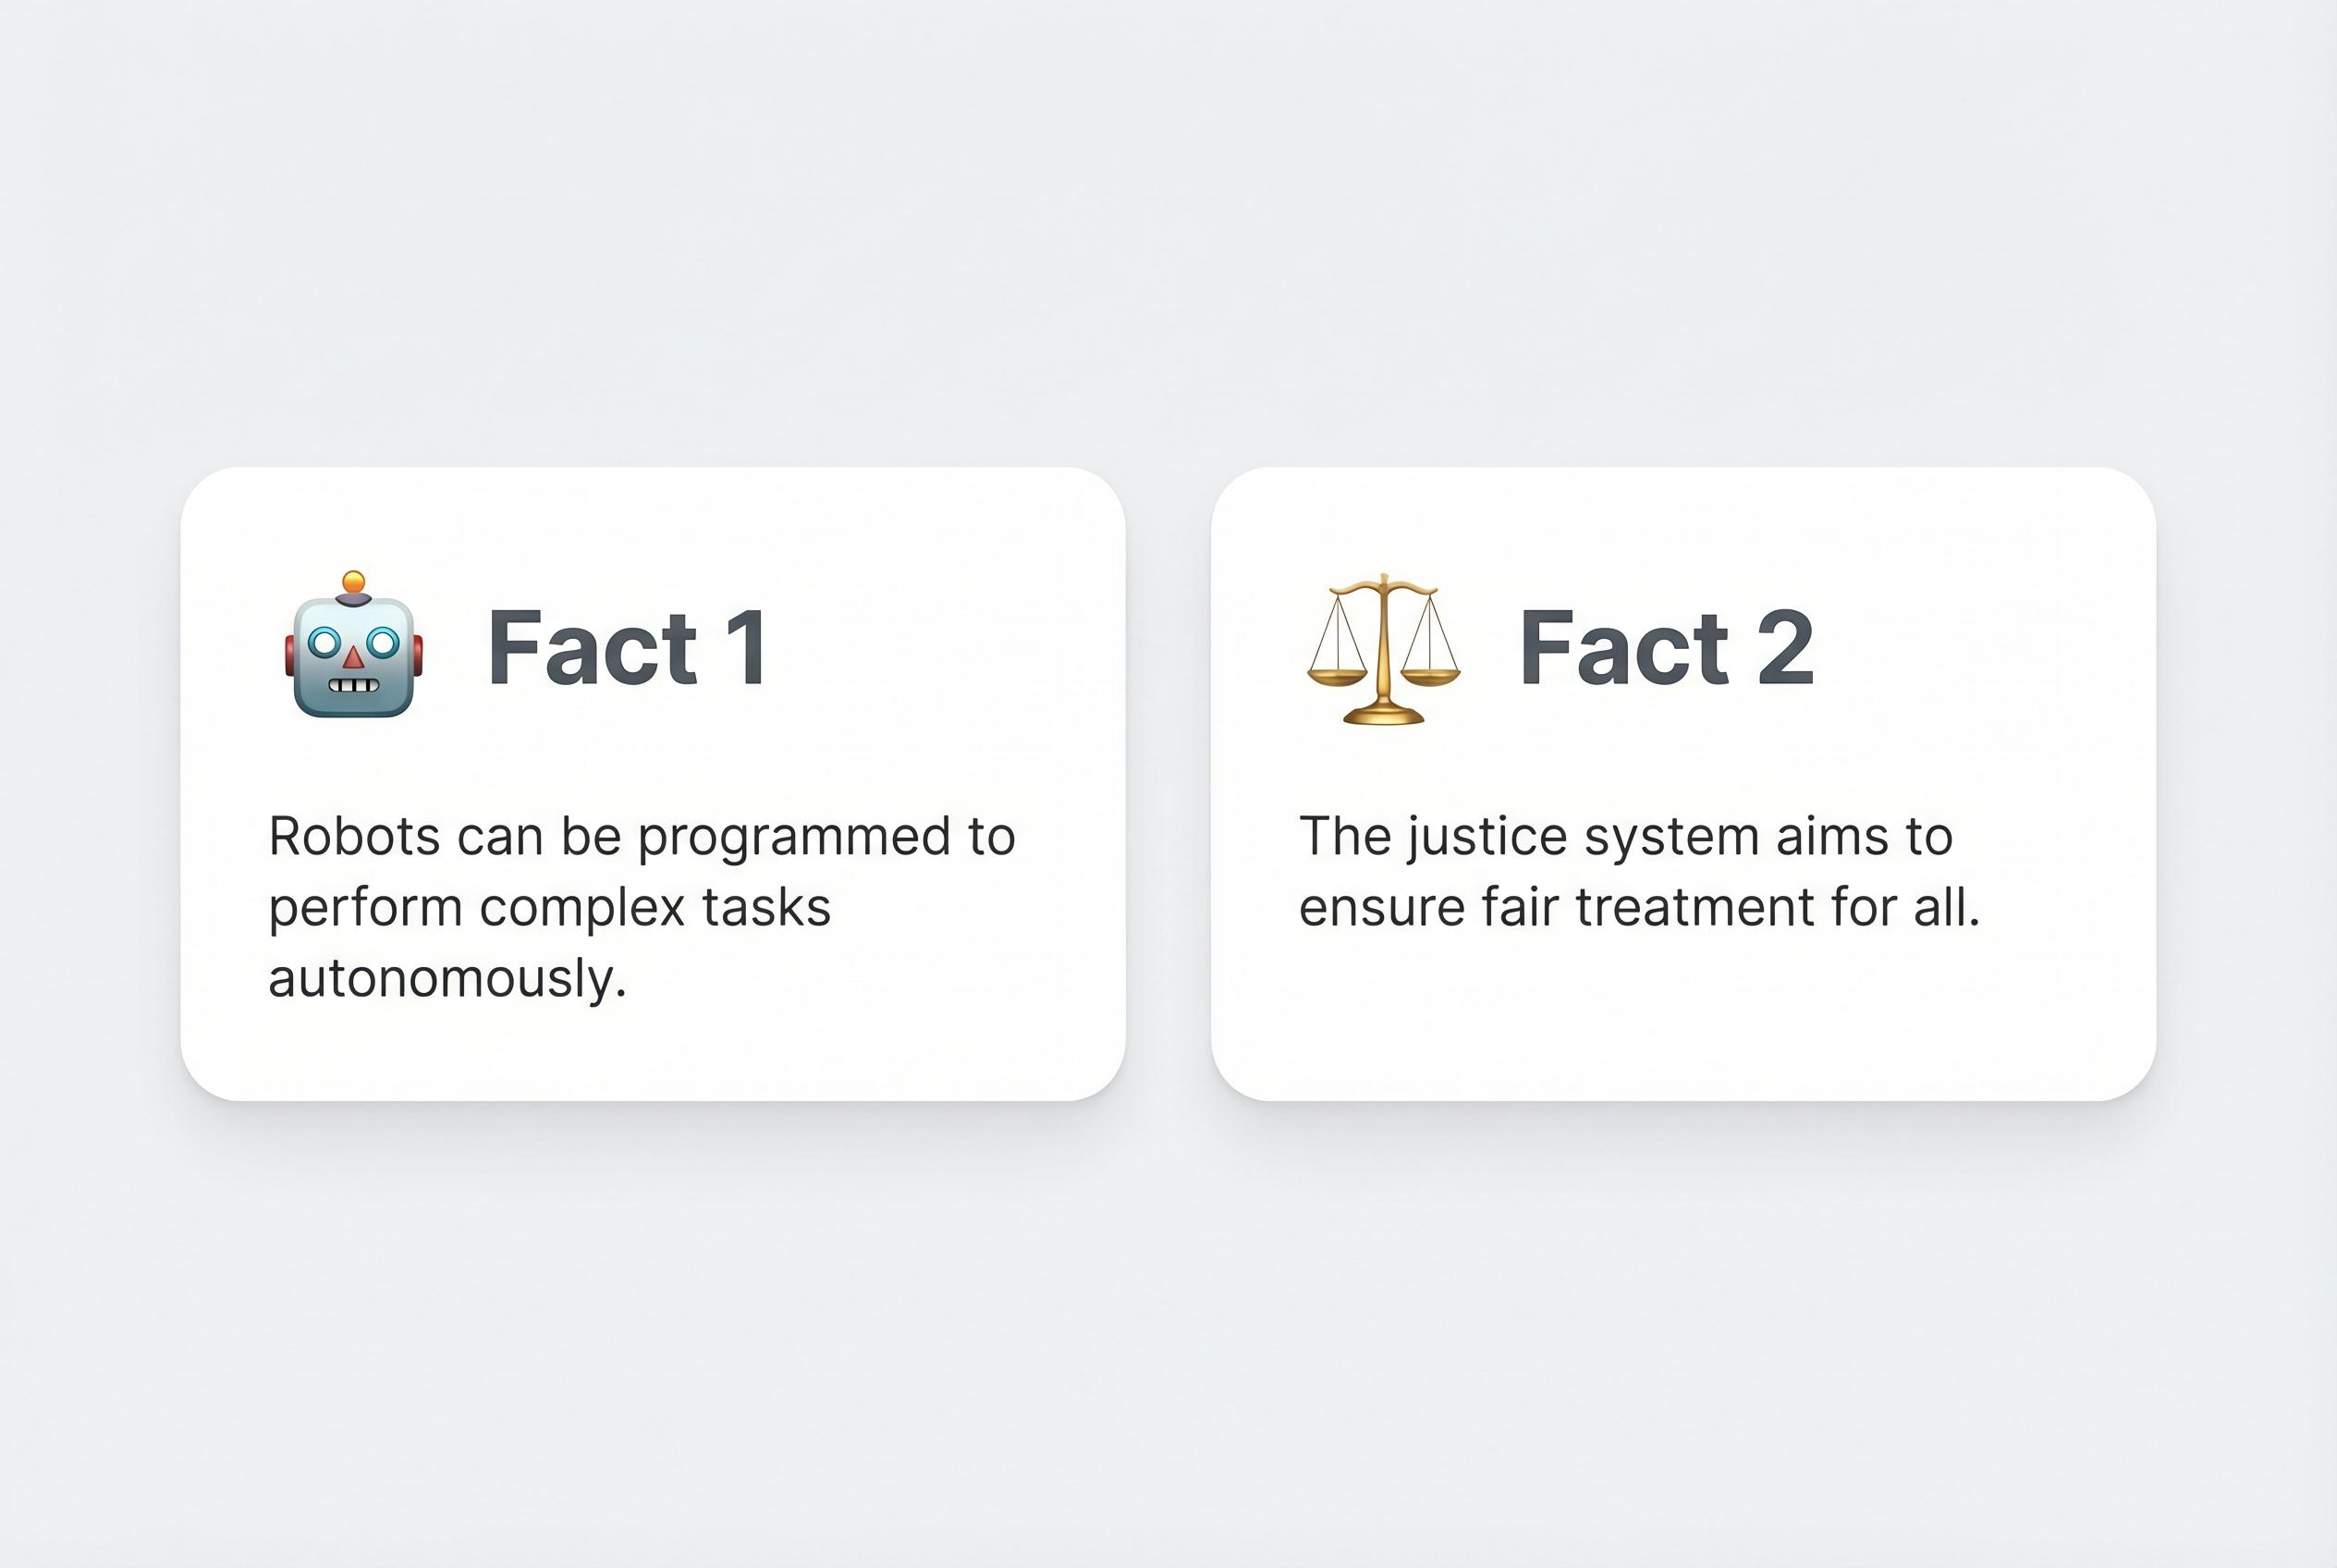 Fact 1
Robots can be programmed to
perform complex tasks
autonomously.
Fact 2
The justice system aims to
ensure fair treatment for all.